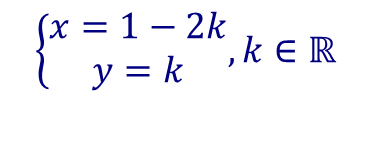 {x = 1 − 2k
y = k
, k ∈ ℝ